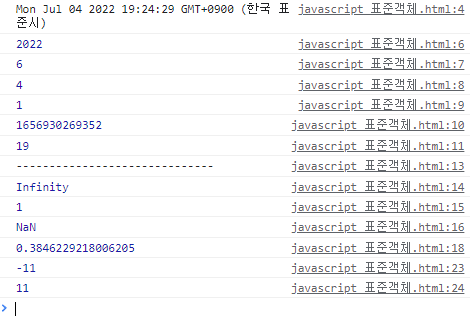 Mon Jul 04 2022 19:24:29 GMT+0900 (한국 표 javascript 표준객체.html:4
준시)
2022 javascript 표준객체.html:6
6 javascript 표준객체.html:7
4 javascript 표준객체.html:8
1 javascript 표준객체.html:9
1656930269352 javascript 표준객체.html:10
19 javascript 표준객체.html:11
------------------------------ javascript 표준객체.html:13
Infinity javascript 표준객체.html:14
1 javascript 표준객체.html:15
NaN javascript 표준객체.html:16
0.3846229218006205 javascript 표준객체.html:18
-11 javascript 표준객체.html:23
11 javascript 표준객체.html:24
>